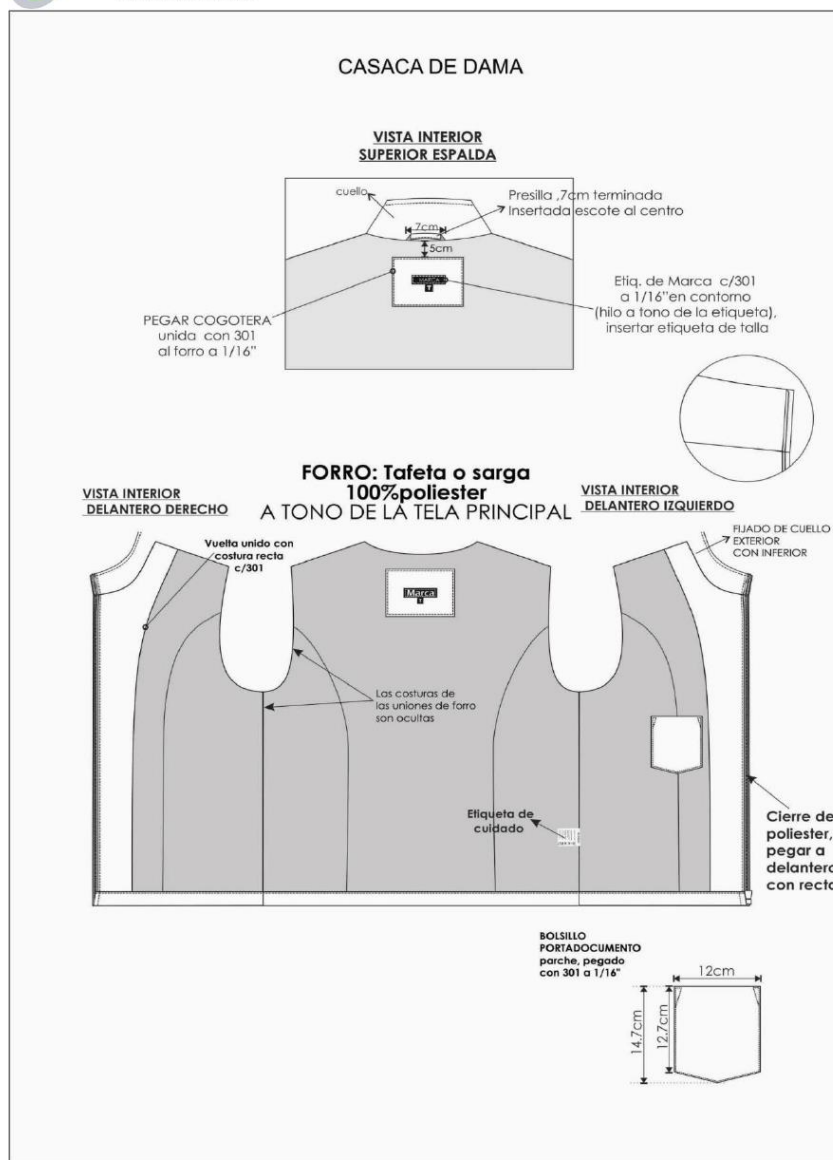 CASACA DE DAMA
VISTA INTERIOR
SUPERIOR ESPALDA
cuello
Presilla ,7cm terminada
Insertada escote al centro
7cm
5cm
Etiq. de Marca c/301
a 1/16"en contorno
(hilo a tono de la etiqueta),
insertar etiqueta de talla
PEGAR COGOTERA
unida con 301
al forro a 1/16"
FORRO: Tafeta o sarga
100%poliester
A TONO DE LA TELA PRINCIPAL
VISTA INTERIOR
DELANTERO DERECHO
VISTA INTERIOR
DELANTERO IZQUIERDO
Vuelta unido con
costura recta
c/301
FIJADO DE CUELLO
EXTERIOR
CON INFERIOR
Marca
T
Las costuras de
las uniones de forro
son ocultas
Etiqueta de
cuidado
Cierre de
poliester,
pegar a
delantero
con recta
BOLSILLO
PORTADOCUMENTO
parche, pegado
con 301 a 1/16"
12cm
14.7cm
12.7cm